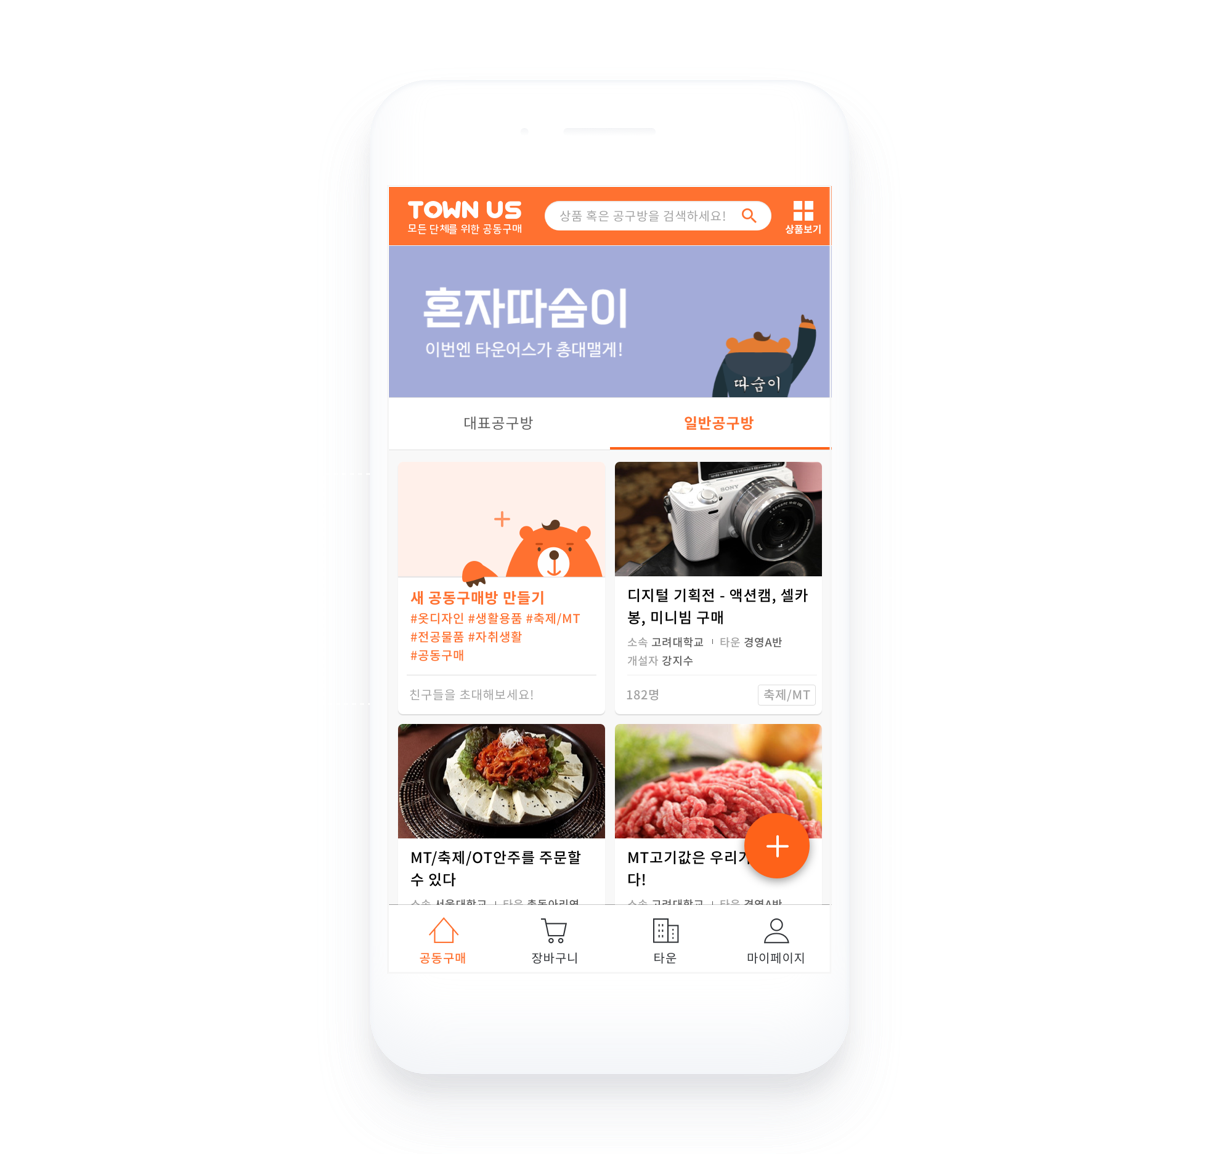 TOWN US
모든 단체를 위한 공동구매
상품 혹은 공구방을 검색하세요!
상품보기
혼자따숨이
이번엔 타운어스가 총대맬게!
따숨이
대표공구방
일반공구방
새 공동구매방 만들기
#옷디자인 #생활용품 #축제/MT
#전공물품 #자취생활
#공동구매
친구들을 초대해보세요!
SONY
디지털 기획전 - 액션캠, 셀카
봉, 미니빔 구매
소속 고려대학교 ı 타운 경영A반
개설자 강지수
182명
축제/MT
MT/축제/OT안주를 주문할
수 있다
소속 서울대학교 ı 타운
MT고기값은
다!
소속 고려대학교 ı 타운 경영A반
공동구매
장바구니
타운
마이페이지